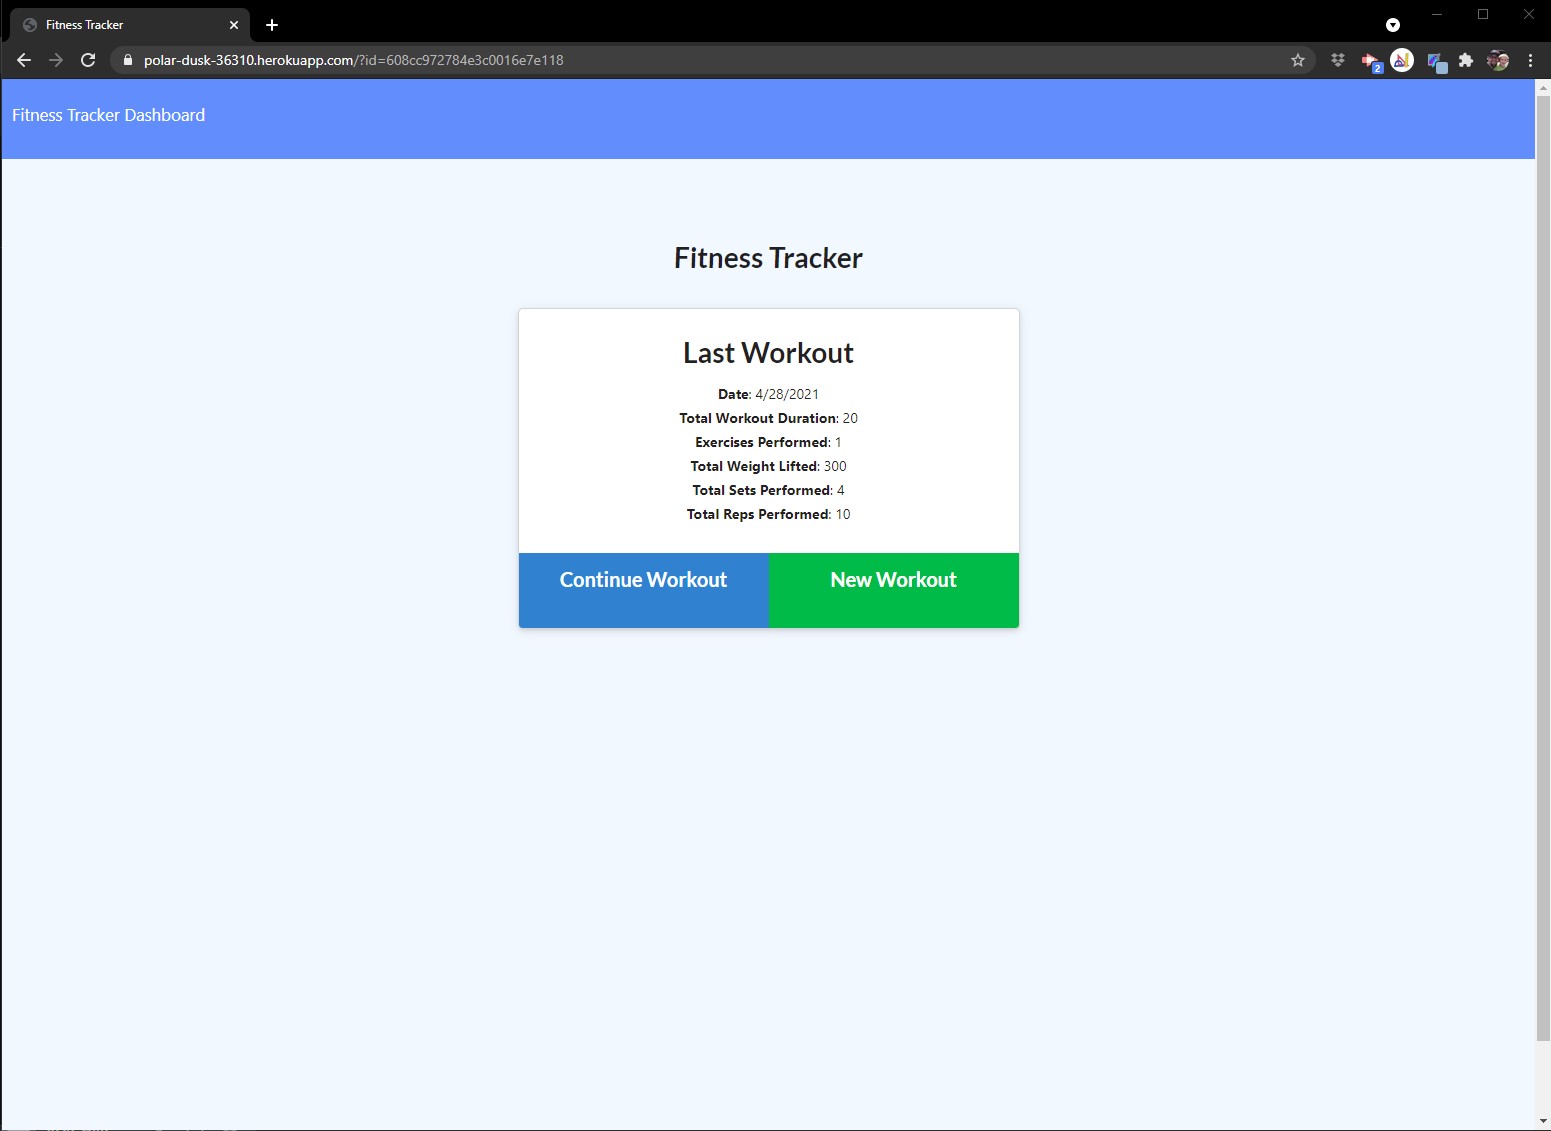 Fitness Tracker
polar-dusk-36310.herokuapp.com/?id=608cc972784e3c0016e7e118
2
Fitness Tracker Dashboard
Fitness Tracker
Last Workout
Date: 4/28/2021
Total Workout Duration: 20
Exercises Performed: 1
Total Weight Lifted: 300
Total Sets Performed: 4
Total Reps Performed: 10
Continue Workout New Workout